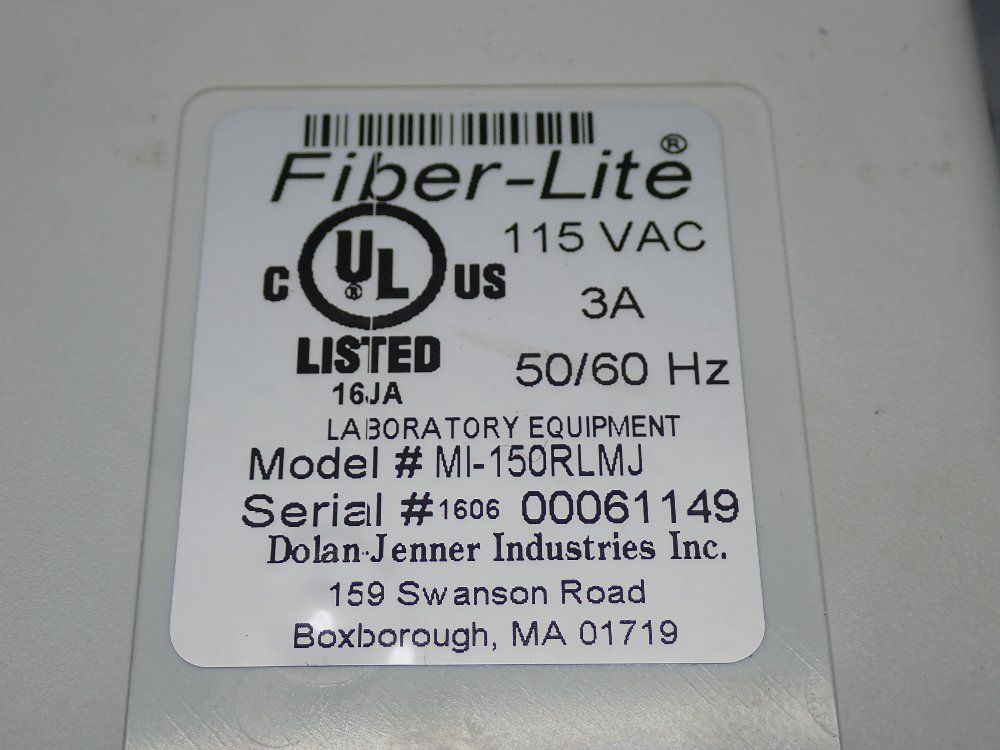 Fiber-Lite®
C UL® US
LISTED
16JA
115 VAC
3A
50/60 Hz
LABORATORY EQUIPMENT
Model # MI-150RLMJ
Serial # 1606 00061149
Dolan-Jenner Industries Inc.
159 Swanson Road
Boxborough, MA 01719